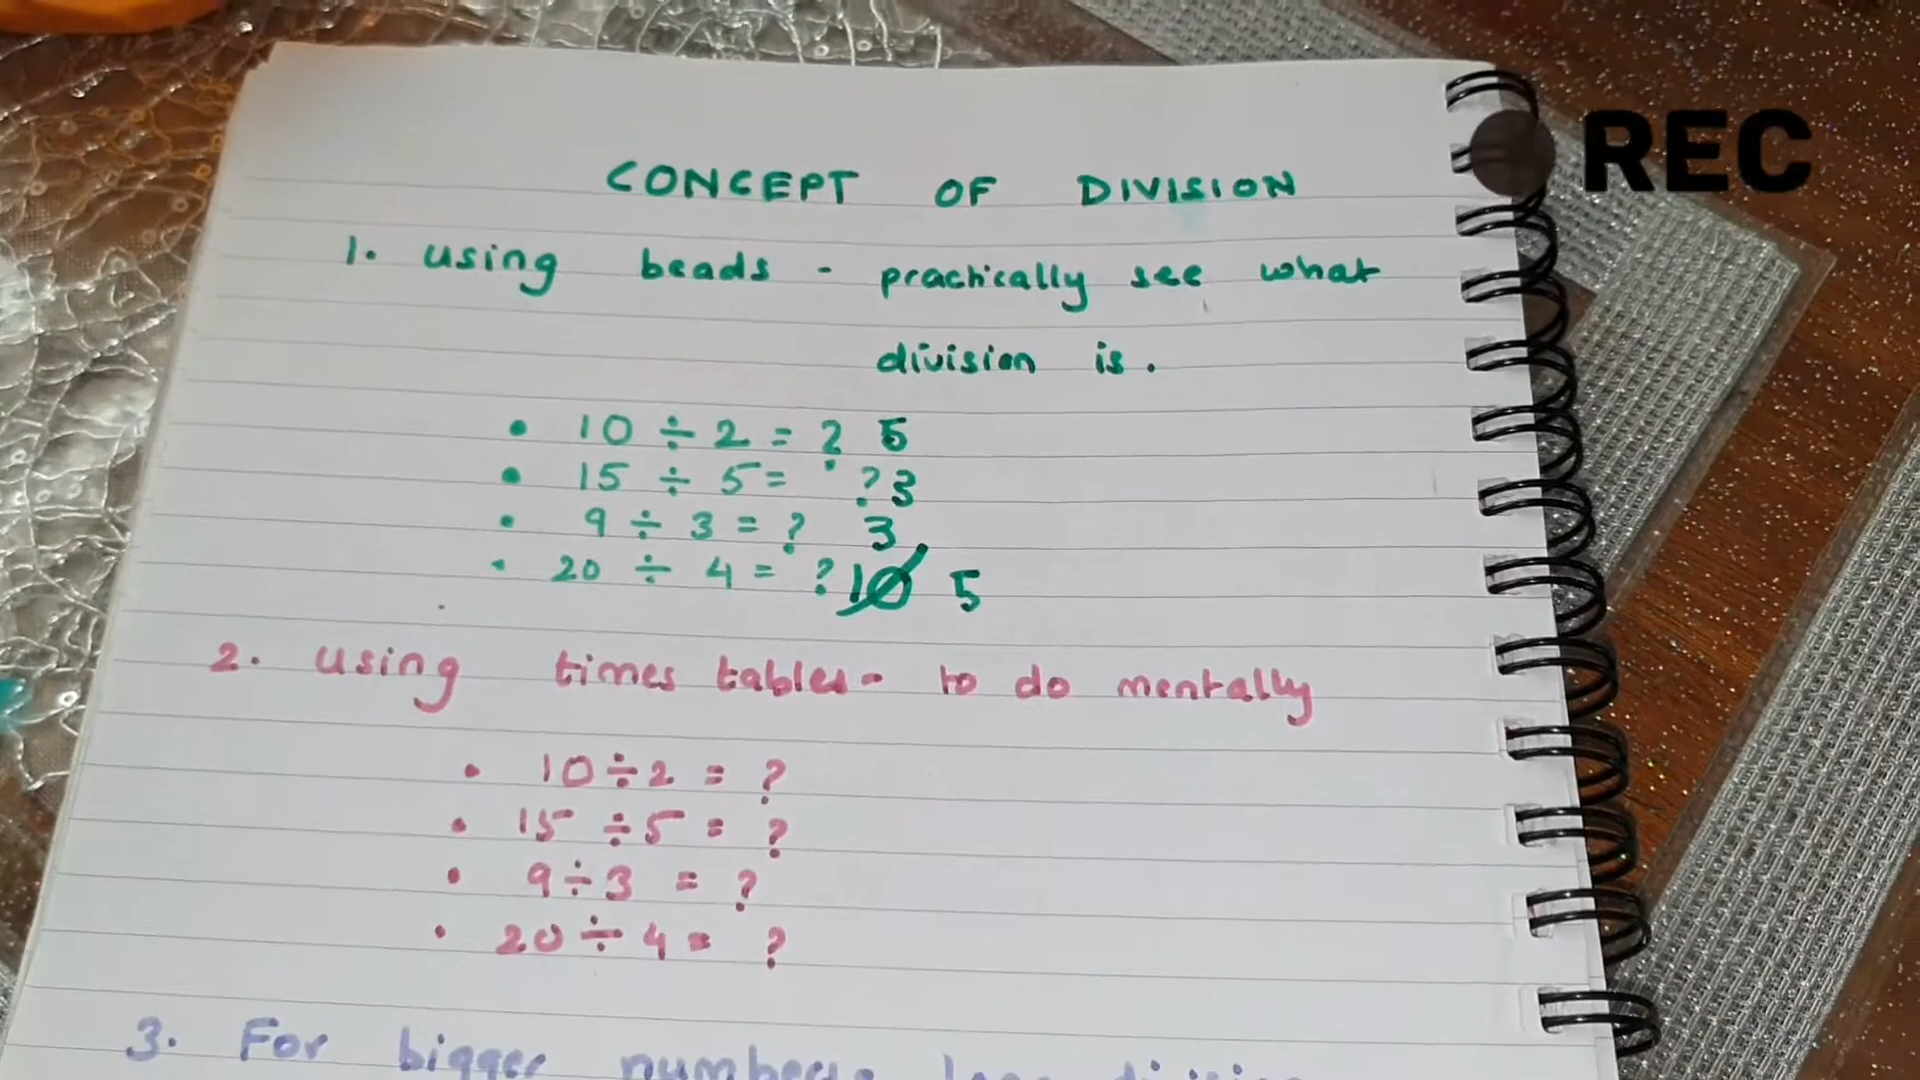 REC
CONCEPT OF DIVISION
1. using beads - practically see what
division is.
• 10 ÷ 2 = ? 5
• 15 ÷ 5 = ? 3
• 9 ÷ 3 = ? 3
• 20 ÷ 4 = ? 10 5
2. using times tables - to do mentally
• 10 ÷ 2 = ?
• 15 ÷ 5 = ?
• 9 ÷ 3 = ?
• 20 ÷ 4 = ?
3. For bigger numbers